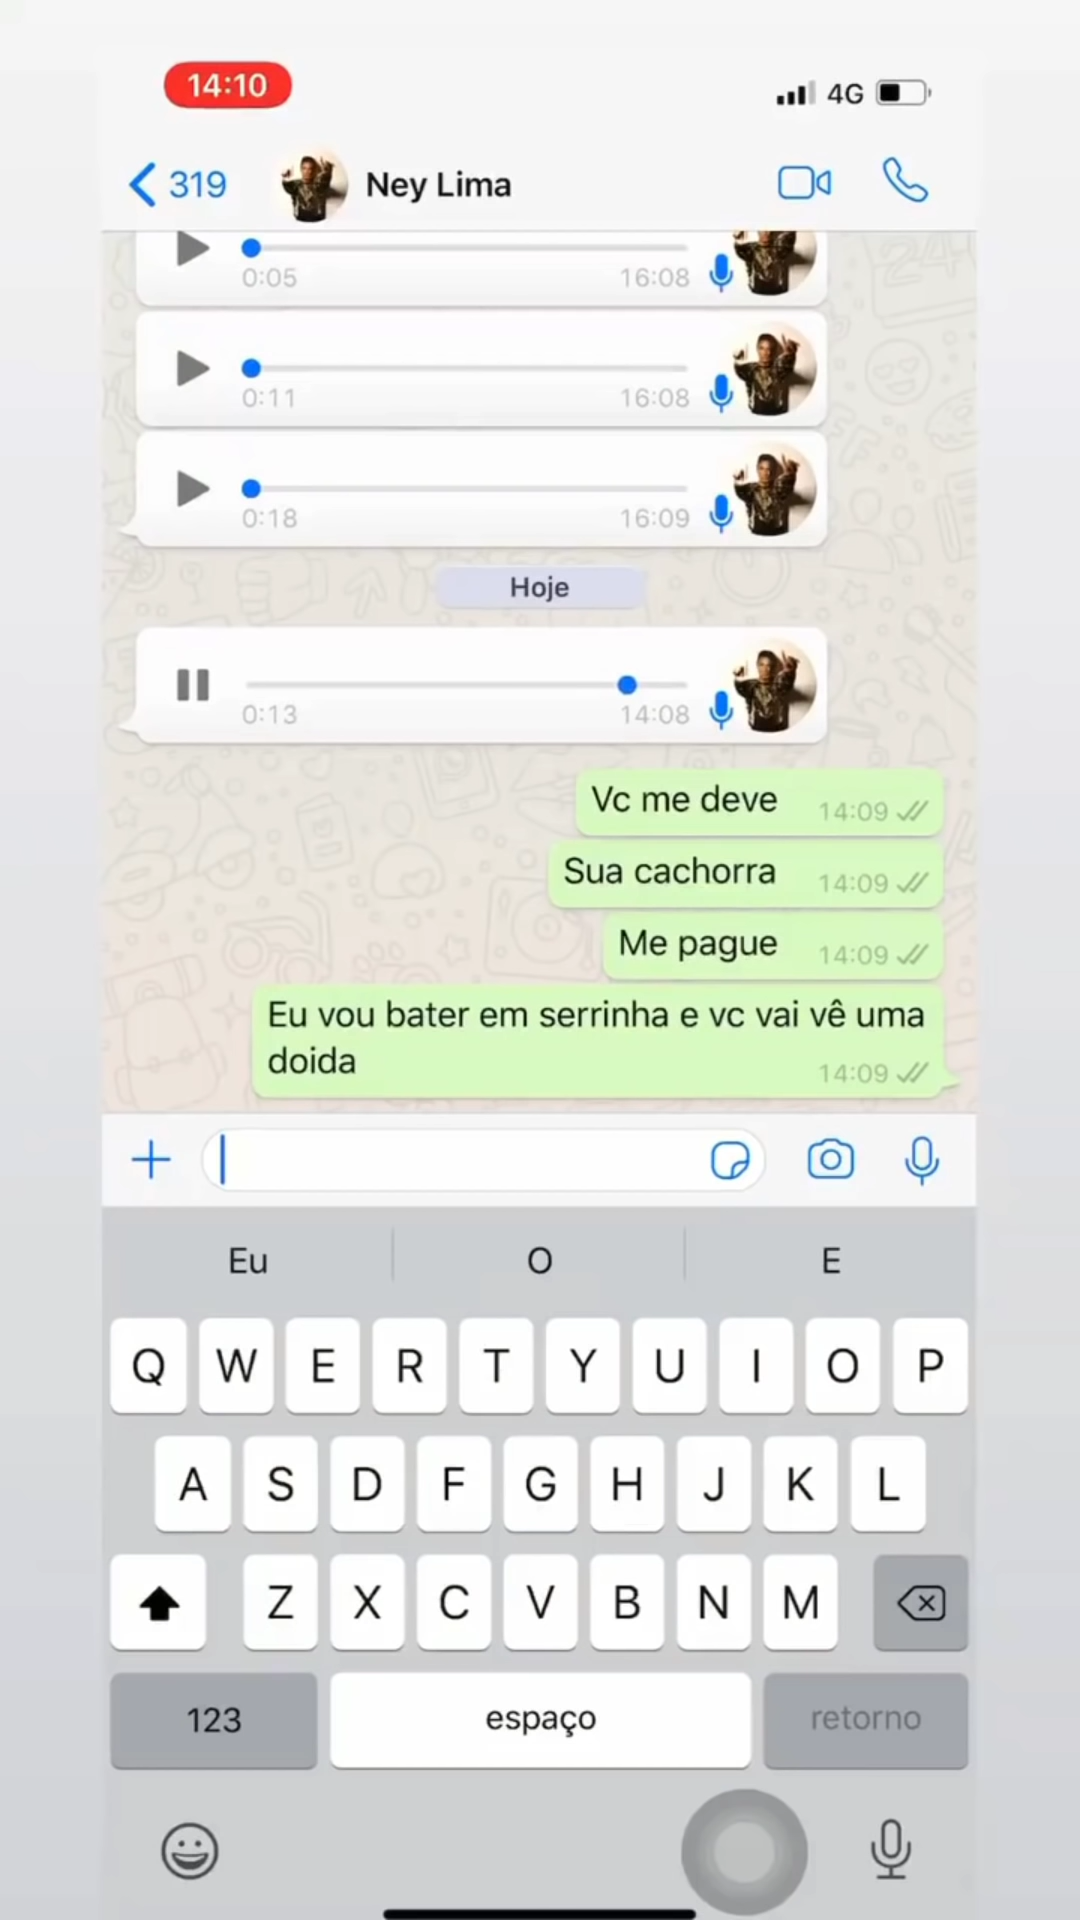 14:10
4G
319
Ney Lima
0:05 16:08
0:11 16:08
0:18 16:09
Hoje
0:13 14:08
Vc me deve 14:09
Sua cachorra 14:09
Me pague 14:09
Eu vou bater em serrinha e vc vai vê uma
doida 14:09
Eu O E
Q W E R T Y U I O P
A S D F G H J K L
Z X C V B N M
123 espaço retorno